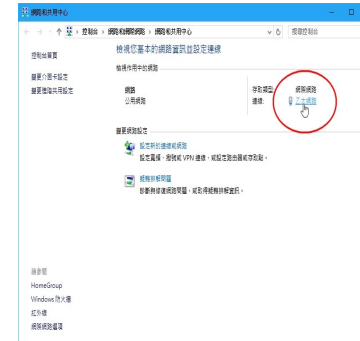 網路和共用中心
控制台 › 網路和網際網路 › 網路和共用中心
搜尋控制台
控制台首頁
變更介面卡設定
變更進階共用設定
檢視您基本的網路資訊並設定連線
檢視作用中的網路
網路
公用網路
存取類型: 網際網路
連線: 乙太網路
變更網路設定
設定新的連線或網路
設定寬頻、撥號或 VPN 連線，或設定路由器或存取點。
疑難排解問題
診斷與修復網路問題，或取得疑難排解資訊。
請參閱
HomeGroup
Windows 防火牆
紅外線
網際網路選項